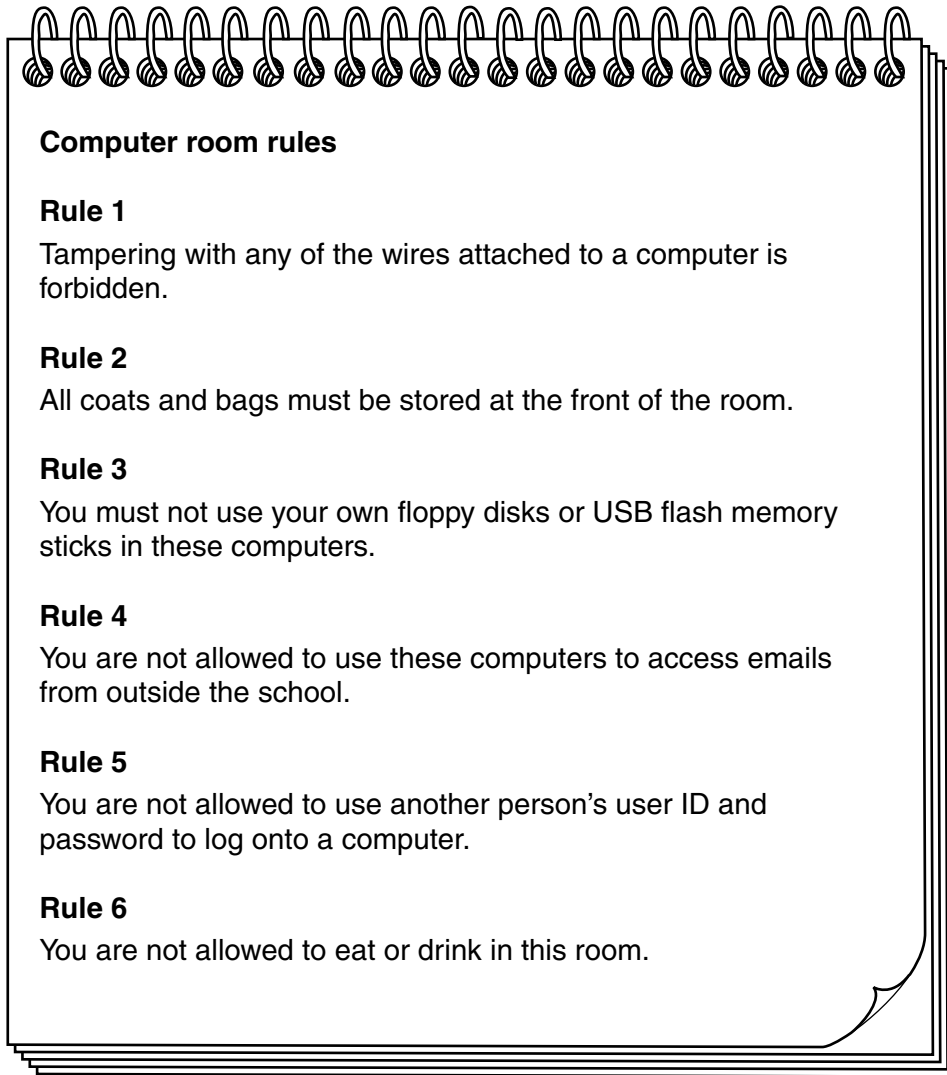 Computer room rules
Rule 1
Tampering with any of the wires attached to a computer is
forbidden.
Rule 2
All coats and bags must be stored at the front of the room.
Rule 3
You must not use your own floppy disks or USB flash memory
sticks in these computers.
Rule 4
You are not allowed to use these computers to access emails
from outside the school.
Rule 5
You are not allowed to use another person’s user ID and
password to log onto a computer.
Rule 6
You are not allowed to eat or drink in this room.